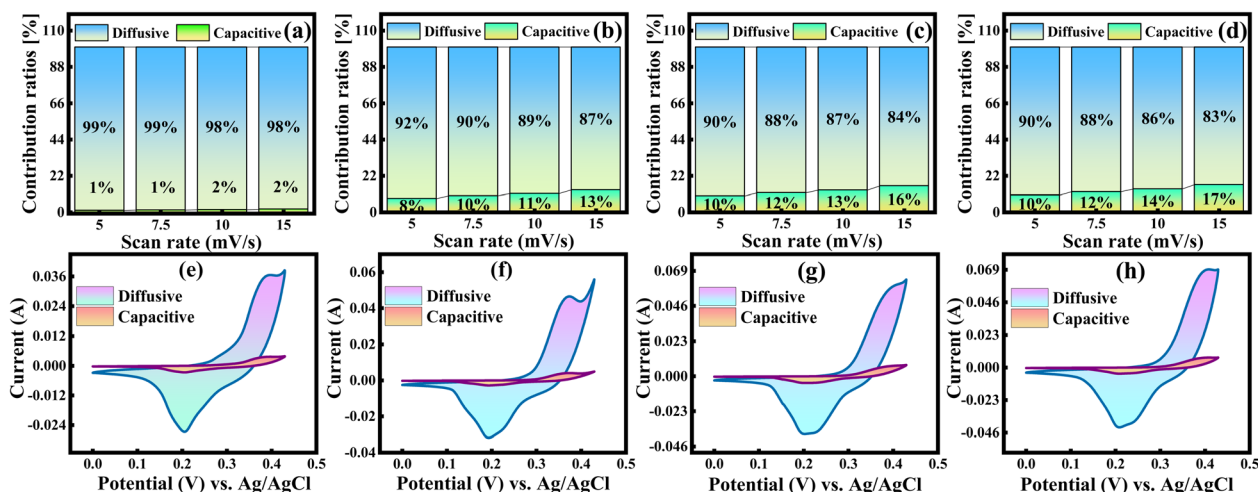 Contribution ratios [%]
110
88
66
44
22
0
Diffusive Capacitive (a)
99% 99% 98% 98%
1% 1% 2% 2%
5 7.5 10 15
Scan rate (mV/s)
Contribution ratios [%]
110
88
66
44
22
0
Diffusive Capacitive (b)
92% 90% 89% 87%
8% 10% 11% 13%
5 7.5 10 15
Scan rate (mV/s)
Contribution ratios [%]
110
88
66
44
22
0
Diffusive Capacitive (c)
90% 88% 87% 84%
10% 12% 13% 16%
5 7.5 10 15
Scan rate (mV/s)
Contribution ratios [%]
110
88
66
44
22
0
Diffusive Capacitive (d)
90% 88% 86% 83%
10% 12% 14% 17%
5 7.5 10 15
Scan rate (mV/s)
(e)
Current (A)
0.036
0.024
0.012
0.000
-0.012
-0.024
Diffusive
Capacitive
0.0 0.1 0.2 0.3 0.4 0.5
Potential (V) vs. Ag/AgCl
(f)
Current (A)
0.06
0.04
0.02
0.00
-0.02
-0.04
Diffusive
Capacitive
0.0 0.1 0.2 0.3 0.4 0.5
Potential (V) vs. Ag/AgCl
(g)
Current (A)
0.069
0.046
0.023
0.000
-0.023
-0.046
Diffusive
Capacitive
0.0 0.1 0.2 0.3 0.4 0.5
Potential (V) vs. Ag/AgCl
(h)
Current (A)
0.069
0.046
0.023
0.000
-0.023
-0.046
Diffusive
Capacitive
0.0 0.1 0.2 0.3 0.4 0.5
Potential (V) vs. Ag/AgCl